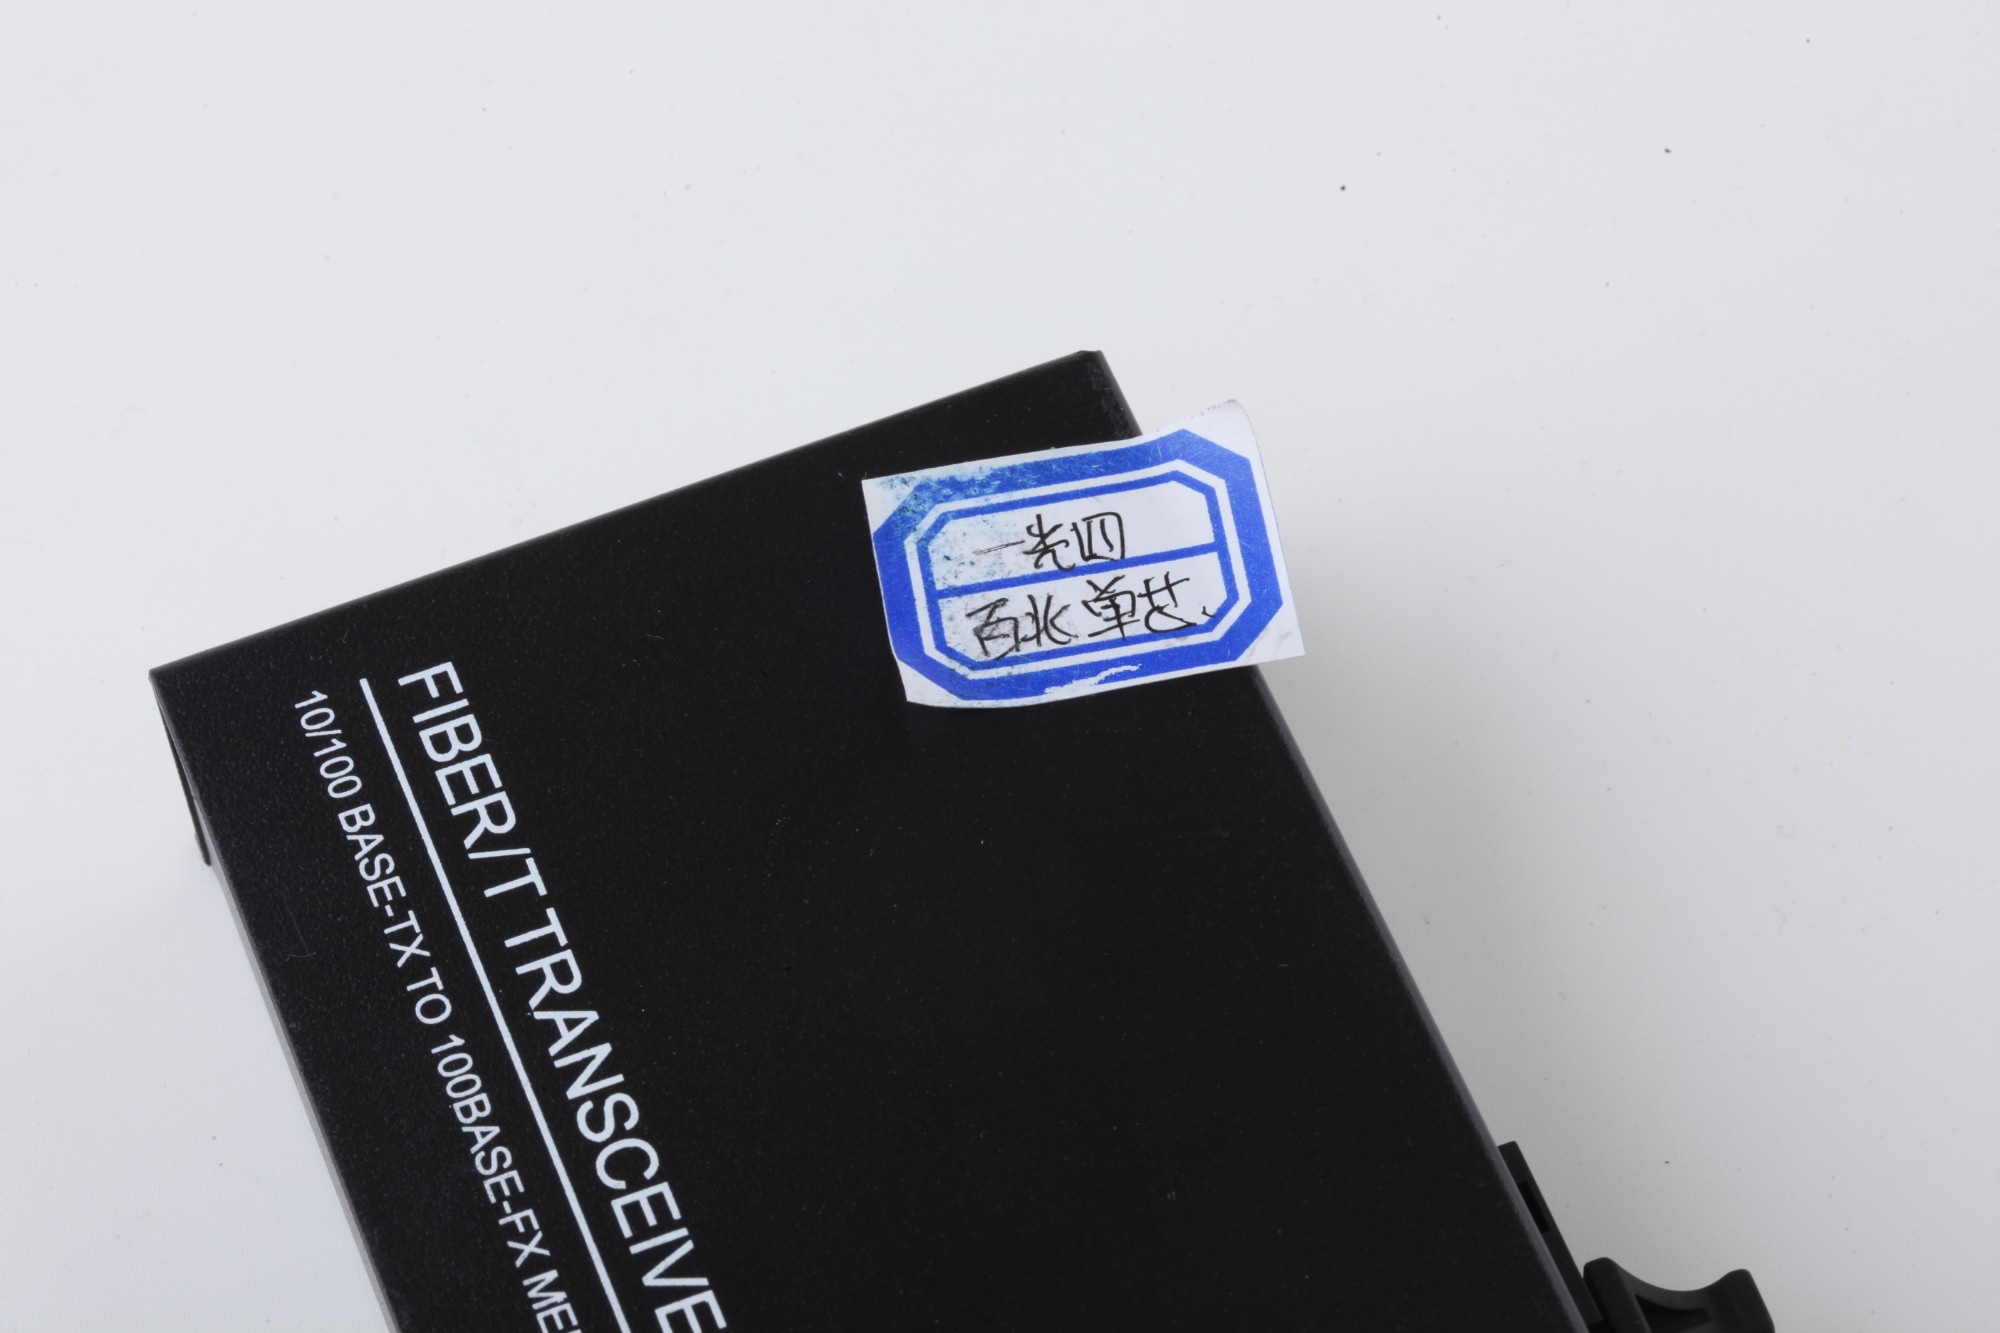 一光四
百兆单芯
FIBER/T TRANSCEIVE
10/100 BASE-TX TO 100BASE-FX ME